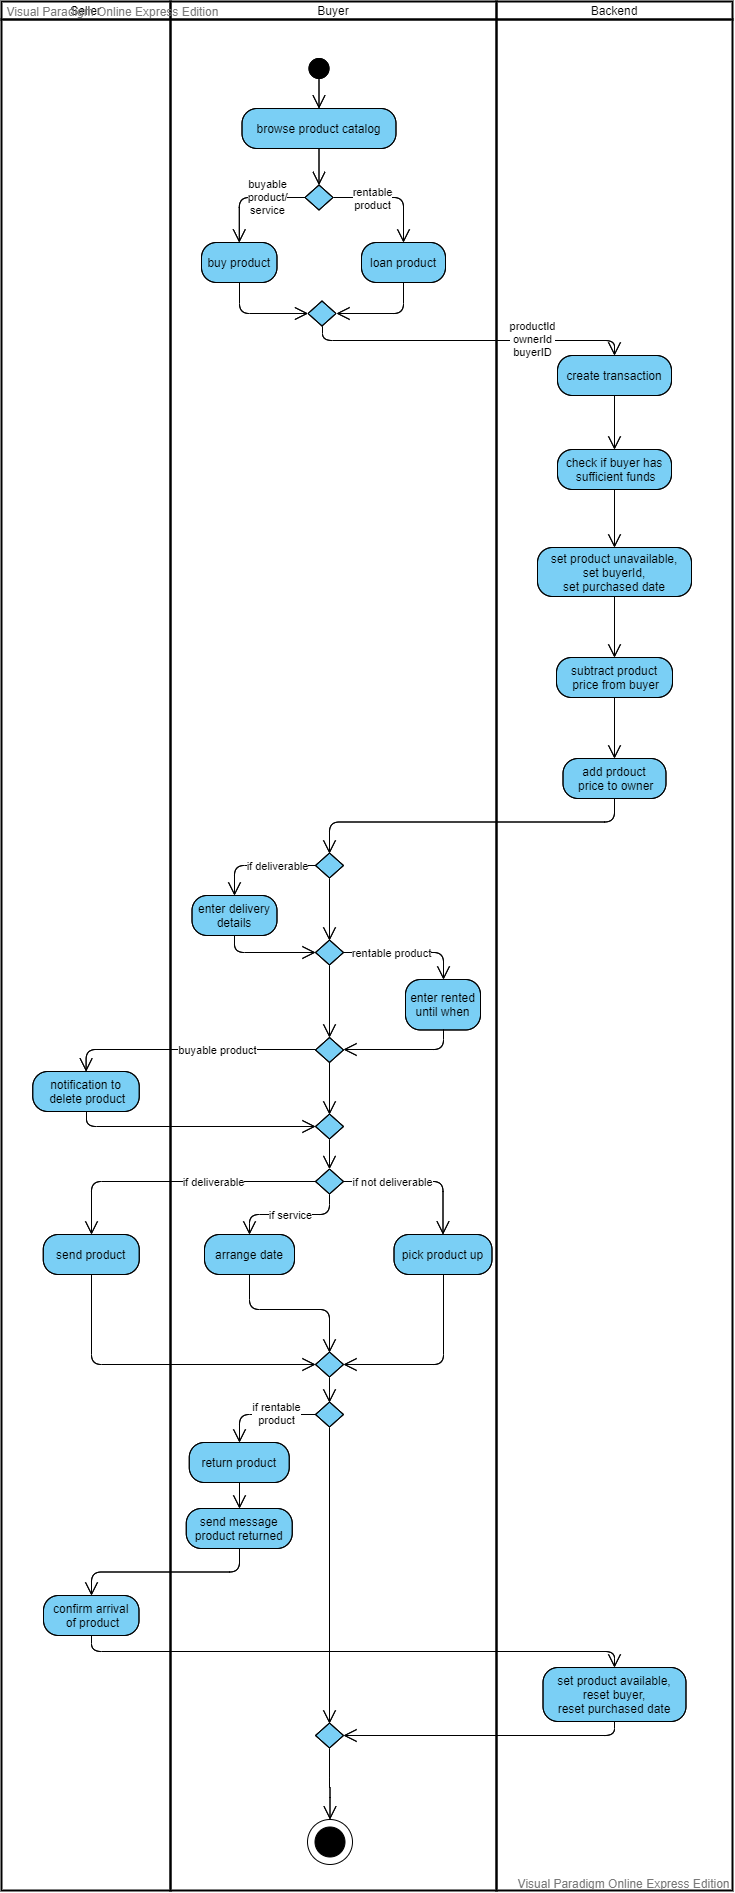 Visual Paradigm Online Express Edition
Seller
Buyer
Backend
browse product catalog
buyable
product/
service
rentable
product
buy product
loan product
productId
ownerId
buyerID
create transaction
check if buyer has
sufficient funds
set product unavailable,
set buyerId,
set purchased date
subtract product
price from buyer
add prdouct
price to owner
if deliverable
enter delivery
details
rentable product
enter rented
until when
buyable product
notification to
delete product
if deliverable
if not deliverable
if service
send product
arrange date
pick product up
if rentable
product
return product
send message
product returned
confirm arrival
of product
set product available,
reset buyer,
reset purchased date
Visual Paradigm Online Express Edition